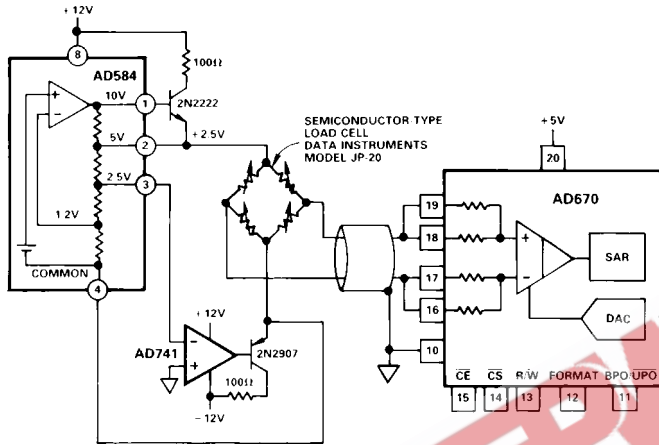 +12V
8
AD584
100Ω
10V
1
2N2222
5V
2
+2.5V
2.5V
3
1 2V
COMMON
4
SEMICONDUCTOR TYPE
LOAD CELL
DATA INSTRUMENTS
MODEL JP-20
+5V
20
AD670
19
18
17
16
10
SAR
DAC
CE CS R/W FORMAT BPO/UPO
15 14 13 12 11
+12V
AD741
2N2907
100Ω
-12V